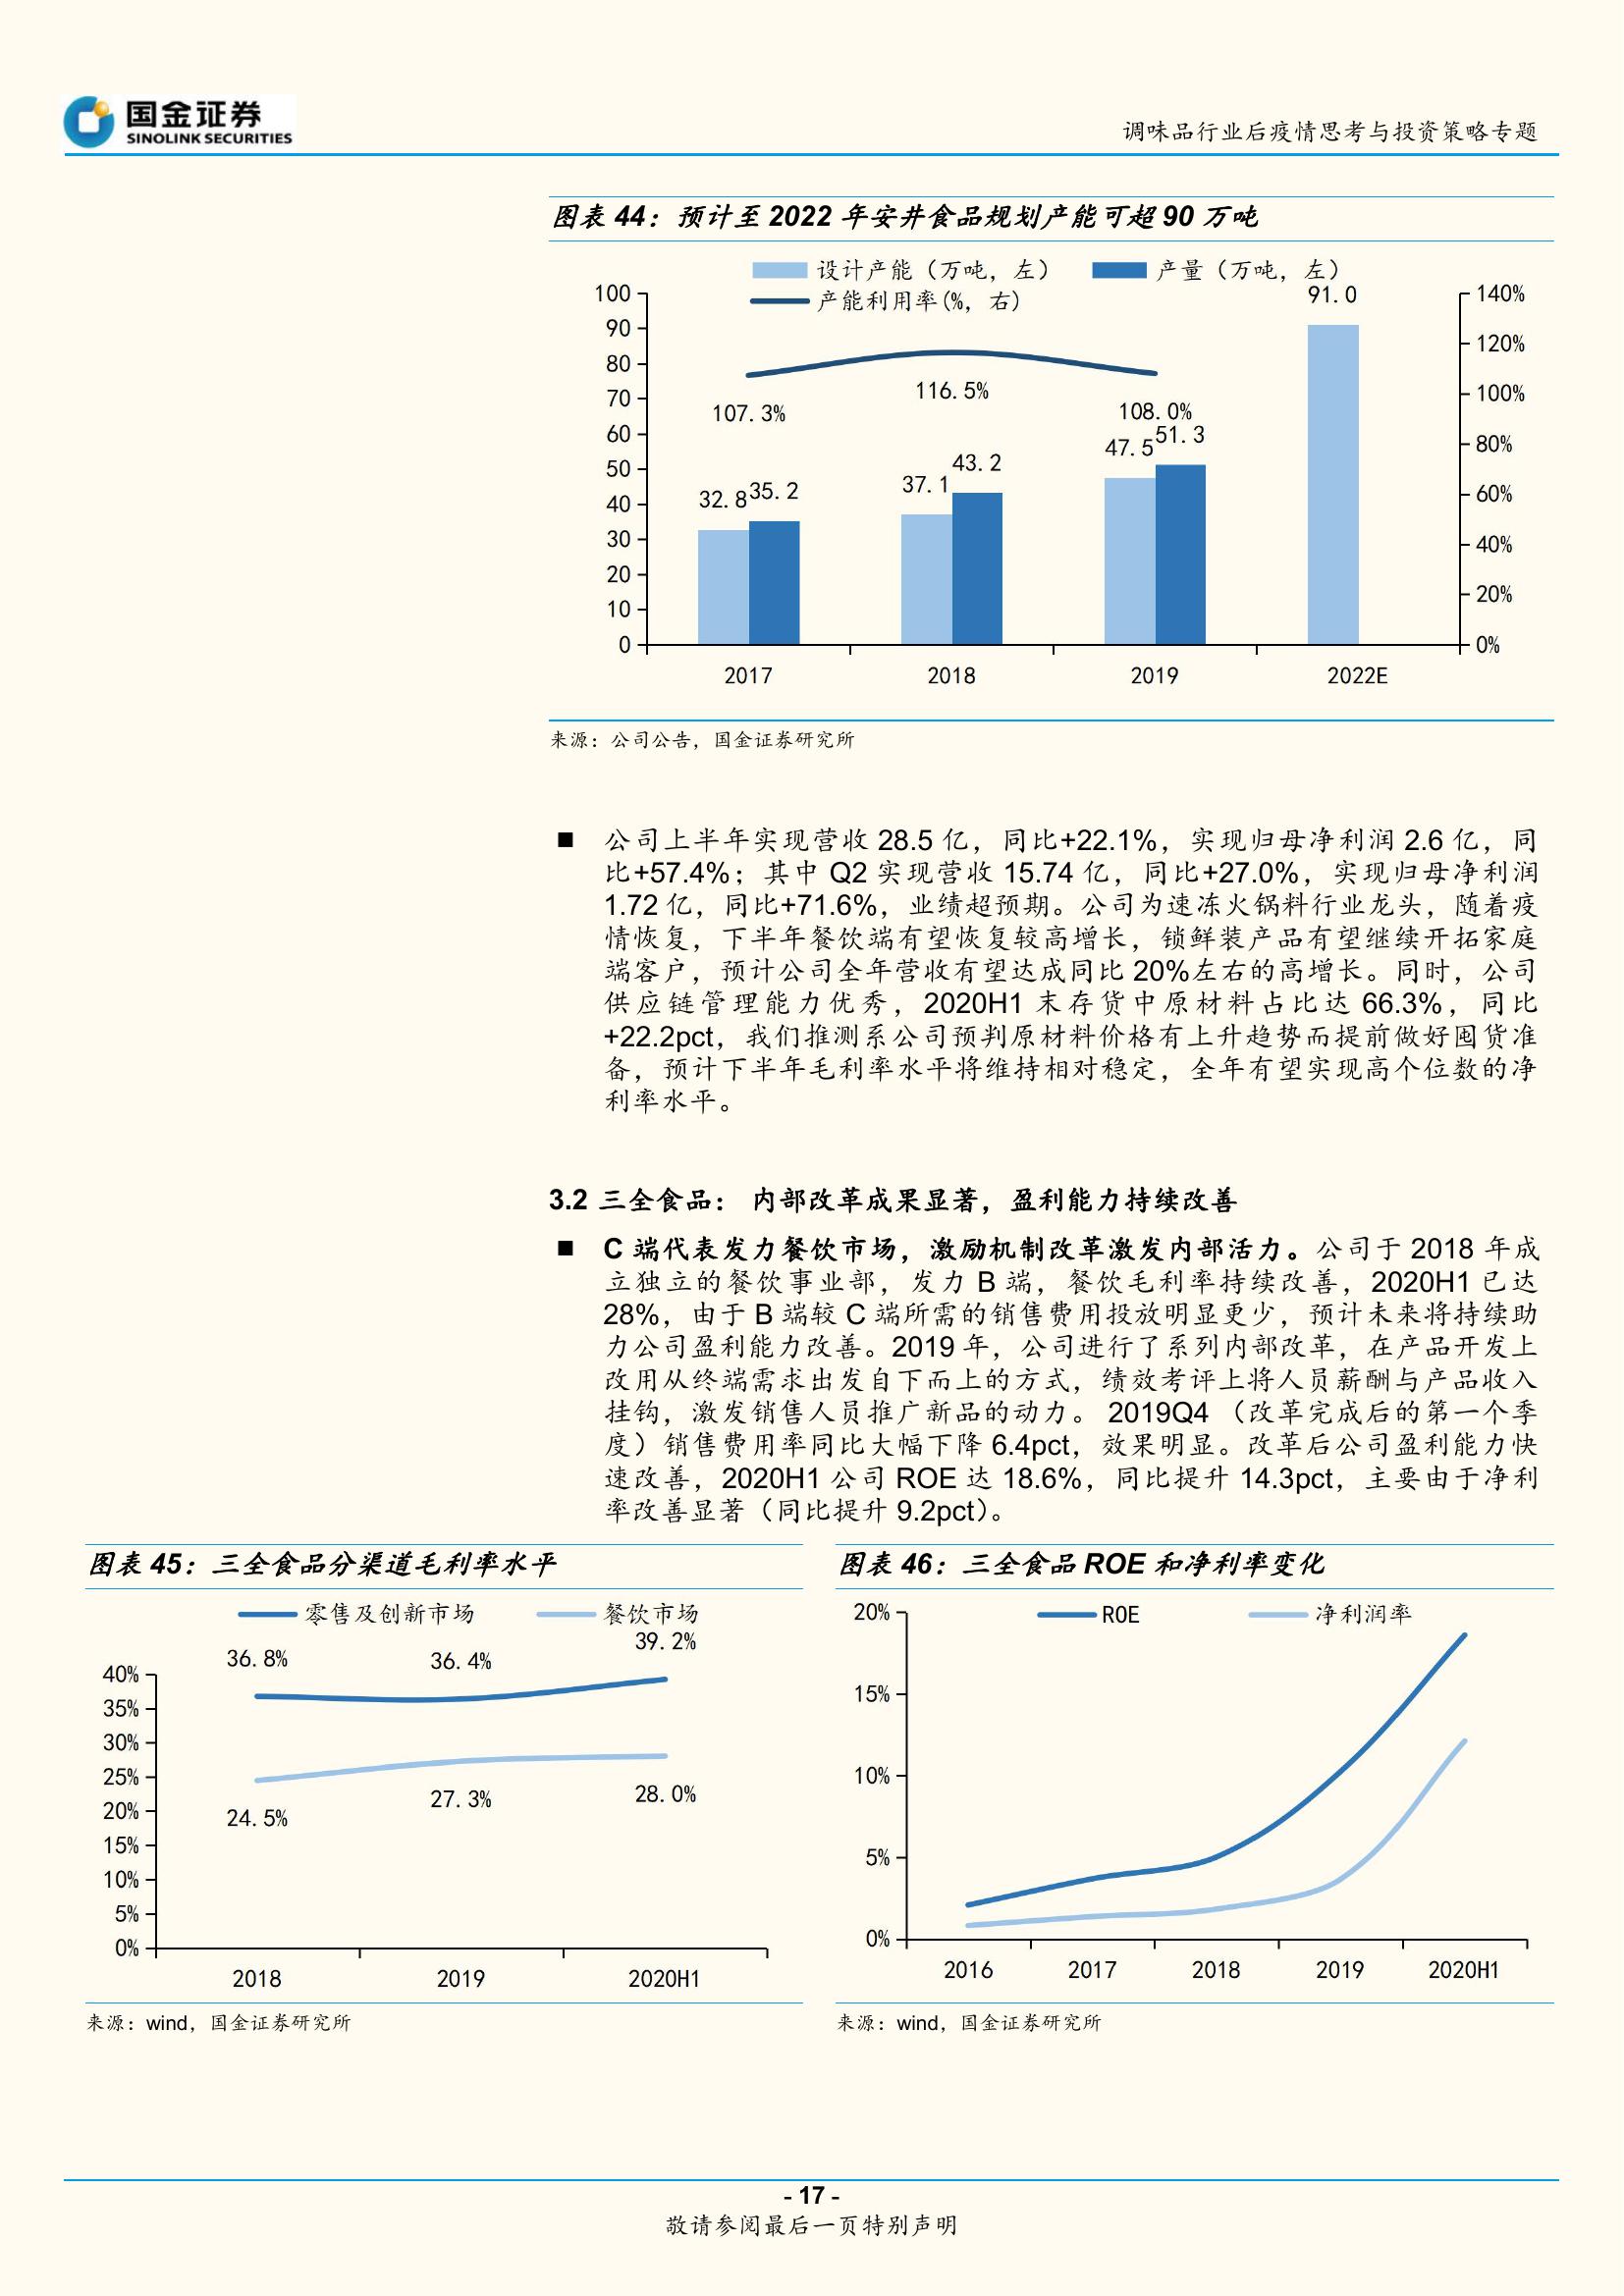 国金证券
SINOLINK SECURITIES
调味品行业后疫情思考与投资策略专题
图表 44：预计至 2022 年安井食品规划产能可超 90 万吨
设计产能（万吨，左） 产量（万吨，左）
产能利用率(%，右)
100
90
80
70
60
50
40
30
20
10
0
140%
120%
100%
80%
60%
40%
20%
0%
107.3%
116.5%
108.0%
32.8
35.2
37.1
43.2
47.5
51.3
91.0
2017 2018 2019 2022E
来源：公司公告，国金证券研究所
■ 公司上半年实现营收 28.5 亿，同比+22.1%，实现归母净利润 2.6 亿，同
比+57.4%；其中 Q2 实现营收 15.74 亿，同比+27.0%，实现归母净利润
1.72 亿，同比+71.6%，业绩超预期。公司为速冻火锅料行业龙头，随着疫
情恢复，下半年餐饮端有望恢复较高增长，锁鲜装产品有望继续开拓家庭
端客户，预计公司全年营收有望达成同比 20%左右的高增长。同时，公司
供应链管理能力优秀，2020H1 末存货中原材料占比达 66.3%，同比
+22.2pct，我们推测系公司预判原材料价格有上升趋势而提前做好囤货准
备，预计下半年毛利率水平将维持相对稳定，全年有望实现高个位数的净
利率水平。
3.2 三全食品： 内部改革成果显著，盈利能力持续改善
■ C 端代表发力餐饮市场，激励机制改革激发内部活力。公司于 2018 年成
立独立的餐饮事业部，发力 B 端，餐饮毛利率持续改善，2020H1 已达
28%，由于 B 端较 C 端所需的销售费用投放明显更少，预计未来将持续助
力公司盈利能力改善。2019 年，公司进行了系列内部改革，在产品开发上
改用从终端需求出发自下而上的方式，绩效考评上将人员薪酬与产品收入
挂钩，激发销售人员推广新品的动力。 2019Q4 （改革完成后的第一个季
度）销售费用率同比大幅下降 6.4pct，效果明显。改革后公司盈利能力快
速改善，2020H1 公司 ROE 达 18.6%，同比提升 14.3pct，主要由于净利
率改善显著（同比提升 9.2pct）。
图表 45：三全食品分渠道毛利率水平
零售及创新市场 餐饮市场
40%
35%
30%
25%
20%
15%
10%
5%
0%
36.8%
36.4%
39.2%
24.5%
27.3%
28.0%
2018 2019 2020H1
来源：wind，国金证券研究所
图表 46：三全食品 ROE 和净利率变化
ROE 净利润率
20%
15%
10%
5%
0%
2016 2017 2018 2019 2020H1
来源：wind，国金证券研究所
- 17 -
敬请参阅最后一页特别声明